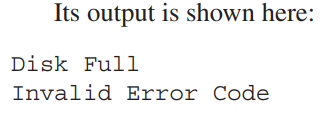 Its output is shown here:
Disk Full
Invalid Error Code